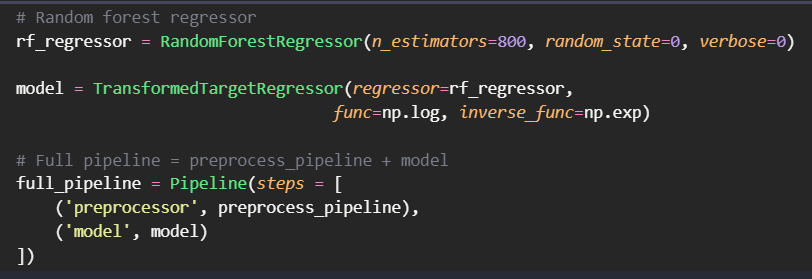 # Random forest regressor
rf_regressor = RandomForestRegressor(n_estimators=800, random_state=0, verbose=0)
model = TransformedTargetRegressor(regressor=rf_regressor,
func=np.log, inverse_func=np.exp)
# Full pipeline = preprocess_pipeline + model
full_pipeline = Pipeline(steps = [
('preprocessor', preprocess_pipeline),
('model', model)
])